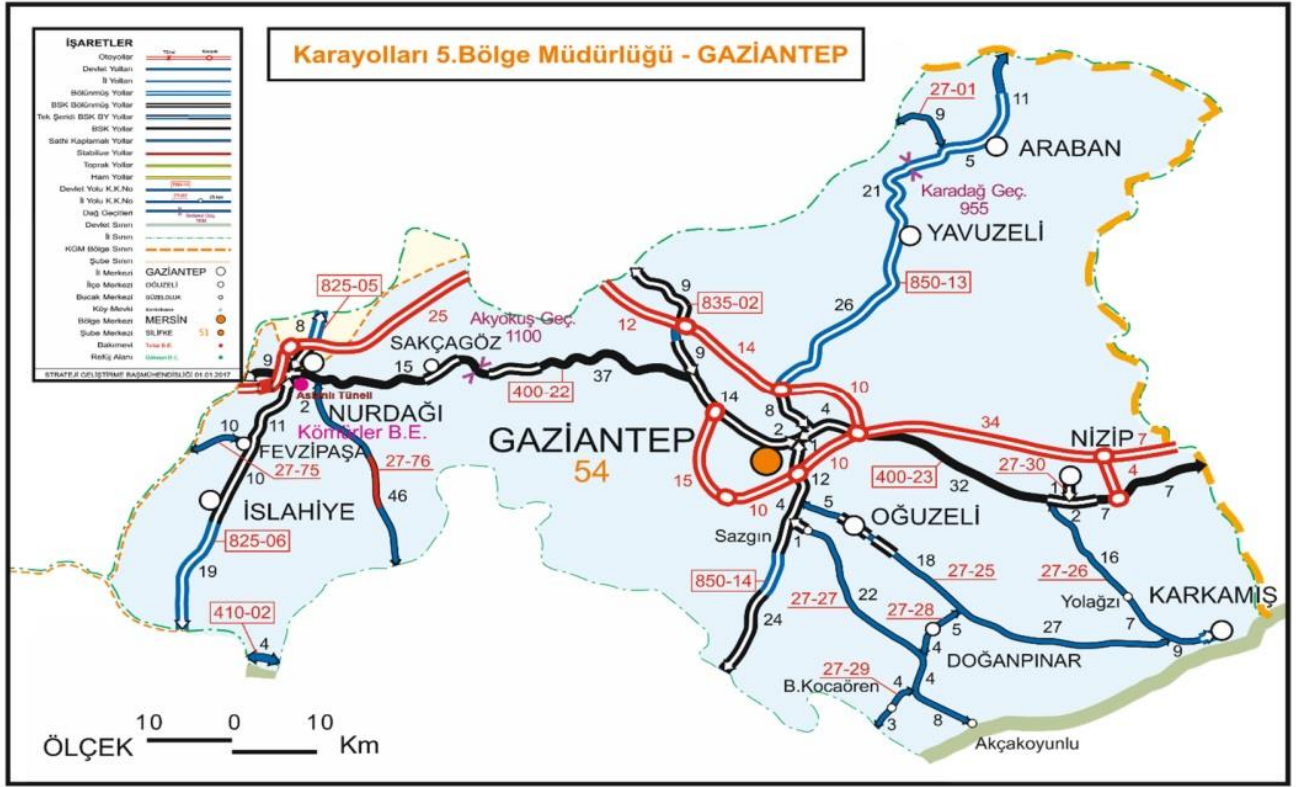 Karayolları 5.Bölge Müdürlüğü - GAZİANTEP
İŞARETLER
Otoyollar
Devlet Yolları
İl Yolları
Bölünmüş Yollar
BSK Bölünmüş Yollar
Tek Şeridi BSK BY Yollar
BSK Yollar
Sathi Kaplamalı Yollar
Stabilize Yollar
Toprak Yollar
Ham Yollar
Devlet Yolu K.K.No
İl Yolu K.K.No
Dağ Geçitleri
Devlet Sınırı
İl Sınırı
KGM Bölge Sınırı
Şube Sınırı
İl Merkezi GAZİANTEP
İlçe Merkezi OĞUZELİ
Bucak Merkezi GÜZELOLUK
Köy Mevki
Bölge Merkezi MERSİN
Şube Merkezi SİLİFKE 51
Bakımevi
Refüj Alanı
STRATEJİ GELİŞTİRME BAŞMÜHENDİSLİĞİ 01.01.2017
27-01
9
11
5
ARABAN
21
Karadağ Geç.
955
YAVUZELİ
850-13
26
825-05
8
25
9
835-02
12
14
9
Akyokuş Geç.
1100
SAKÇAGÖZ
15
37
400-22
9
Aslanlı Tüneli
2
NURDAĞI
Kömürler B.E.
11
10
FEVZİPAŞA
27-75
10
27-76
46
İSLAHİYE
825-06
19
410-02
4
14
8
10
4
2
1
GAZİANTEP
54
15
10
10
12
34
NİZİP
7
4
400-23
32
27-30
1
2
7
7
4
5
OĞUZELİ
Sazgın
1
18
27-25
850-14
24
27-27
22
27-28
5
4
DOĞANPINAR
27
16
27-26
Yolağzı
7
KARKAMIŞ
9
27-29
4
4
B.Kocaören
3
8
Akçakoyunlu
10 0 10
ÖLÇEK Km